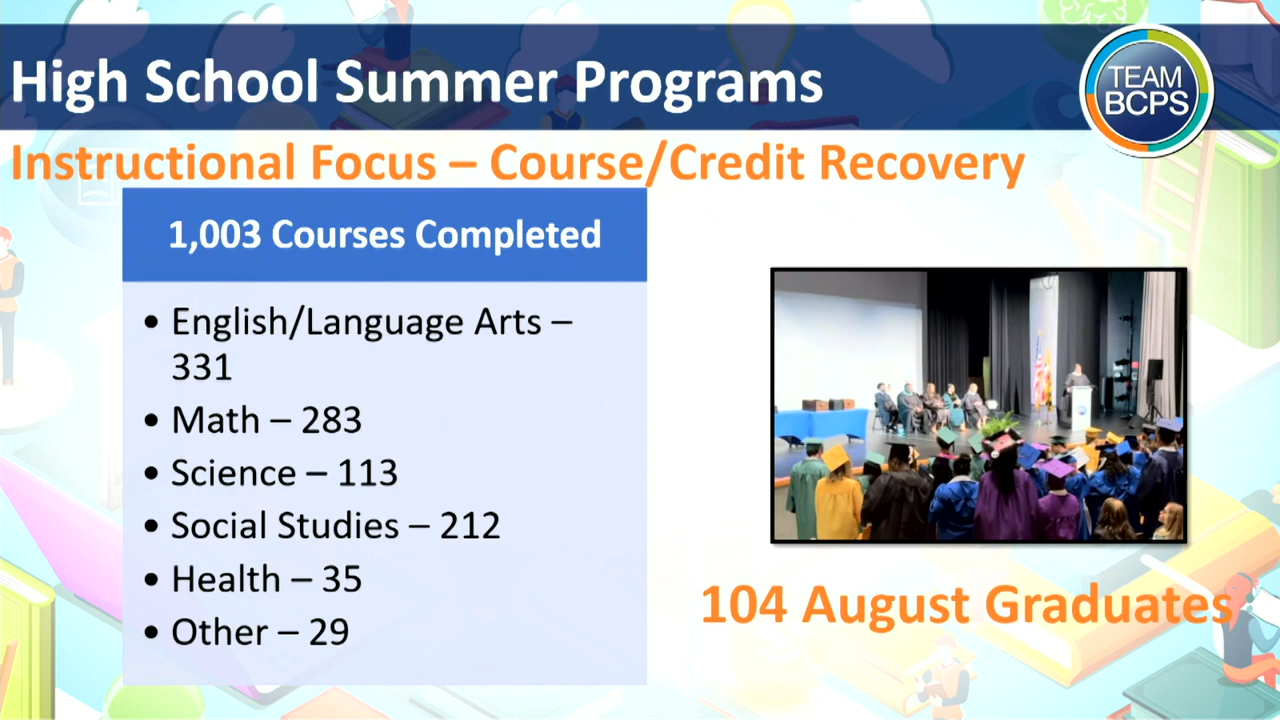 High School Summer Programs
TEAM
BCPS
Instructional Focus – Course/Credit Recovery
1,003 Courses Completed
• English/Language Arts –
331
• Math – 283
• Science – 113
• Social Studies – 212
• Health – 35
• Other – 29
104 August Graduates